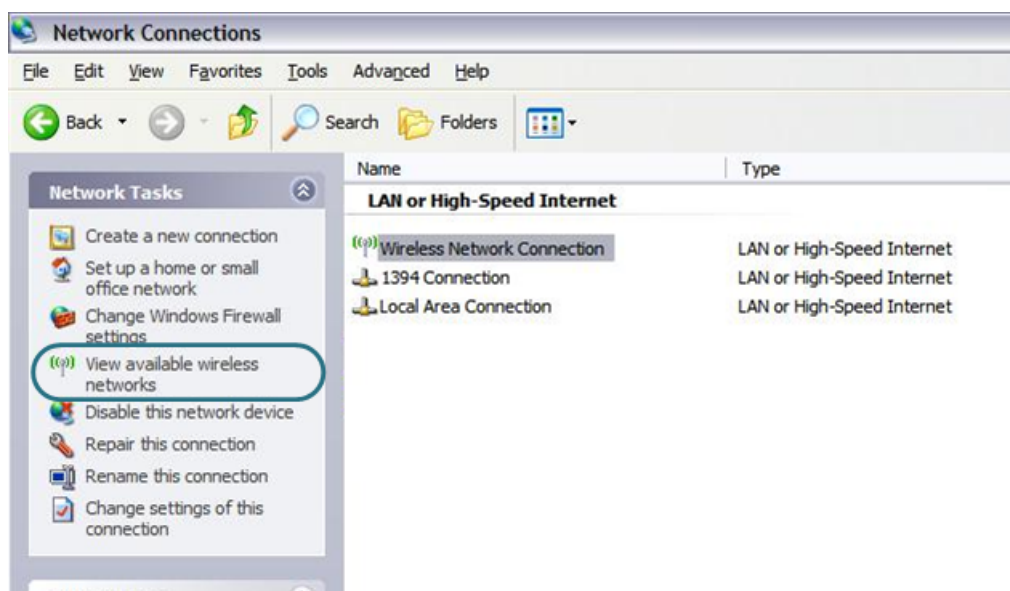 Network Connections
File Edit View Favorites Tools Advanced Help
Back Search Folders
Name Type
Network Tasks
LAN or High-Speed Internet
Create a new connection
Set up a home or small
office network
Change Windows Firewall
settings
View available wireless
networks
Disable this network device
Repair this connection
Rename this connection
Change settings of this
connection
Wireless Network Connection LAN or High-Speed Internet
1394 Connection LAN or High-Speed Internet
Local Area Connection LAN or High-Speed Internet